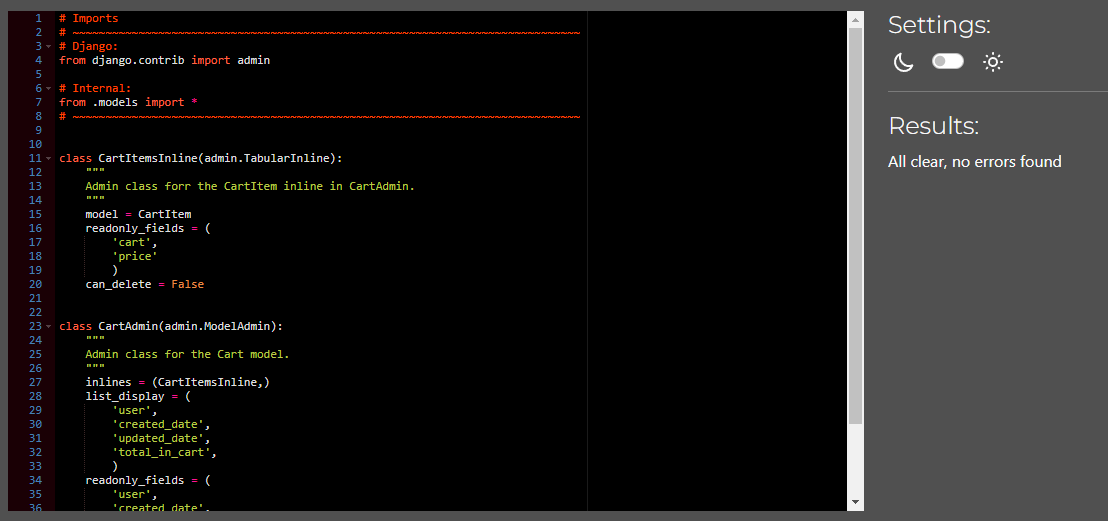 1 # Imports
2 # ~~~~~~~~~~~~~~~~~~~~~~~~~~~~~~~~~~~~~~~~~~~~~~~~~~~~~~~~~~~~~~~~~~~~~~~~~~~~~
3 # Django:
4 from django.contrib import admin
5
6 # Internal:
7 from .models import *
8 # ~~~~~~~~~~~~~~~~~~~~~~~~~~~~~~~~~~~~~~~~~~~~~~~~~~~~~~~~~~~~~~~~~~~~~~~~~~~~~
9
10
11 class CartItemsInline(admin.TabularInline):
12     """
13     Admin class forr the CartItem inline in CartAdmin.
14     """
15     model = CartItem
16     readonly_fields = (
17         'cart',
18         'price'
19         )
20     can_delete = False
21
22
23 class CartAdmin(admin.ModelAdmin):
24     """
25     Admin class for the Cart model.
26     """
27     inlines = (CartItemsInline,)
28     list_display = (
29         'user',
30         'created_date',
31         'updated_date',
32         'total_in_cart',
33         )
34     readonly_fields = (
35         'user',
36         'created_date',
Settings:
Results:
All clear, no errors found